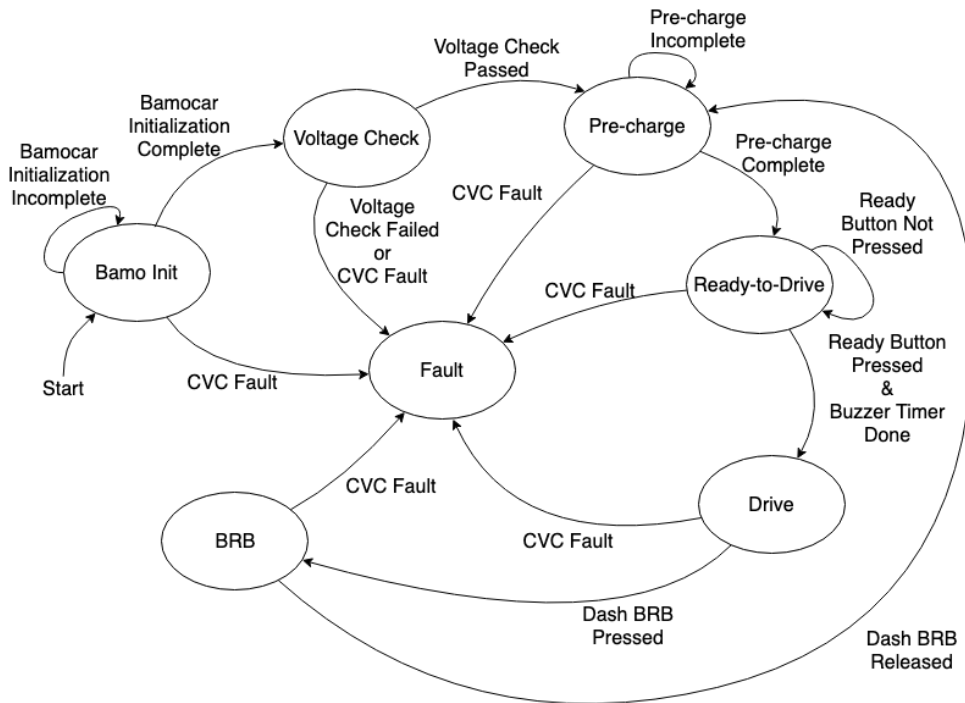 Pre-charge
Incomplete
Voltage Check
Passed
Bamocar
Initialization
Complete
Voltage Check
Pre-charge
Bamocar
Initialization
Incomplete
Pre-charge
Complete
CVC Fault
Voltage
Check Failed
or
CVC Fault
Ready
Button Not
Pressed
Bamo Init
Ready-to-Drive
CVC Fault
Start
CVC Fault
Fault
Ready Button
Pressed
&
Buzzer Timer
Done
CVC Fault
Drive
BRB
CVC Fault
Dash BRB
Pressed
Dash BRB
Released